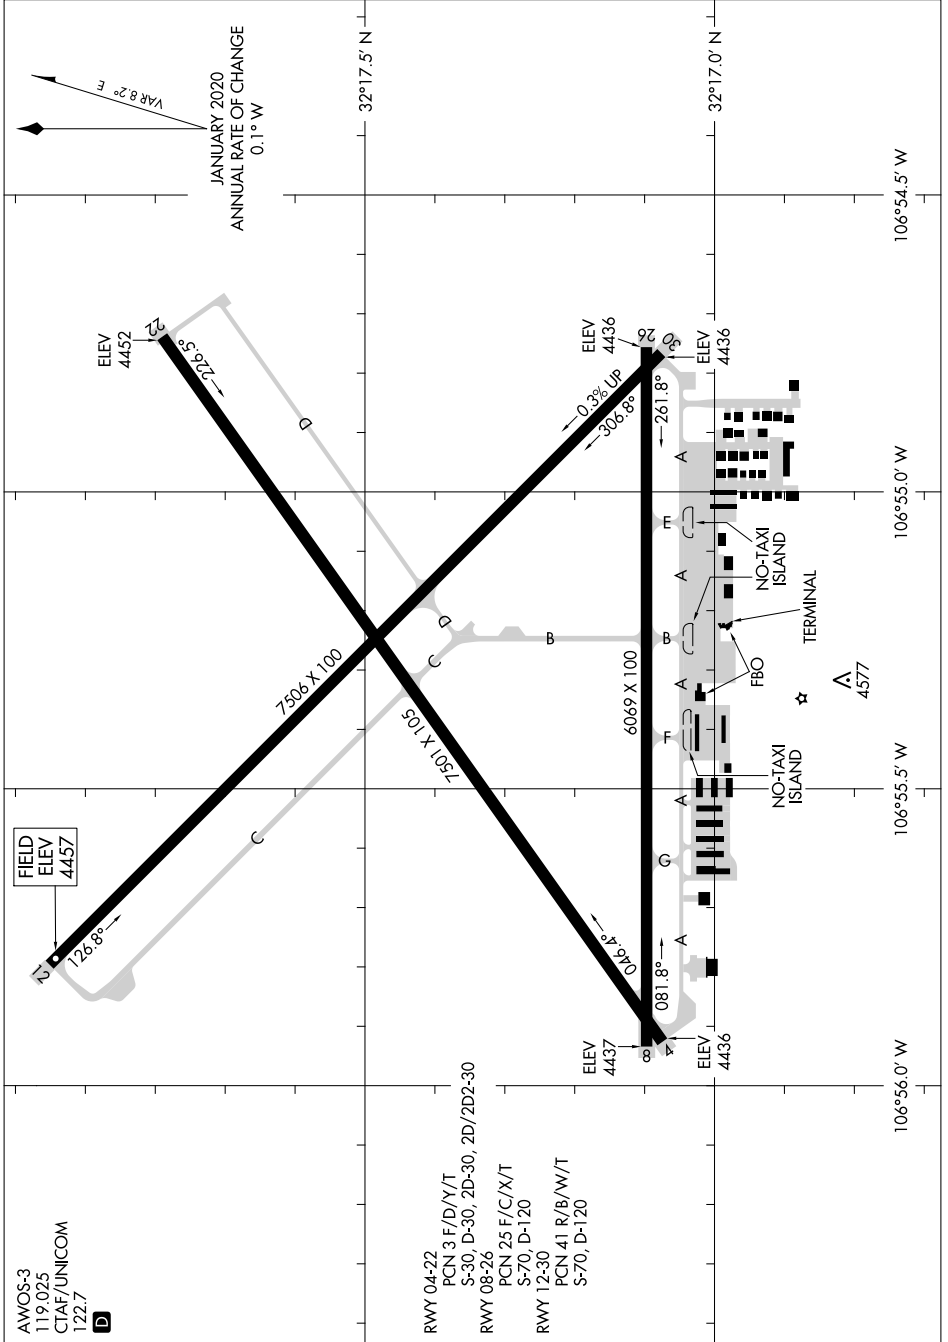 AWOS-3
119.025
CTAF/UNICOM
122.7
D
RWY 04-22
PCN 3 F/D/Y/T
S-30, D-30, 2D-30, 2D/2D2-30
RWY 08-26
PCN 25 F/C/X/T
S-70, D-120
RWY 12-30
PCN 41 R/B/W/T
S-70, D-120
JANUARY 2020
ANNUAL RATE OF CHANGE
0.1° W
VAR 8.2° E
32°17.5' N
32°17.0' N
106°54.5' W
106°55.0' W
106°55.5' W
106°56.0' W
FIELD
ELEV
4457
12
126.8°
7506 X 100
C
C
ELEV
4452
22
226.5°
D
D
7501 X 105
046.4°
4
ELEV
4436
ELEV
4437
8
081.8°
6069 X 100
261.8°
26
ELEV
4436
30
ELEV
4436
0.3% UP
306.8°
A
A
A
A
A
G
F
B
B
E
NO-TAXI
ISLAND
NO-TAXI
ISLAND
FBO
TERMINAL
4577